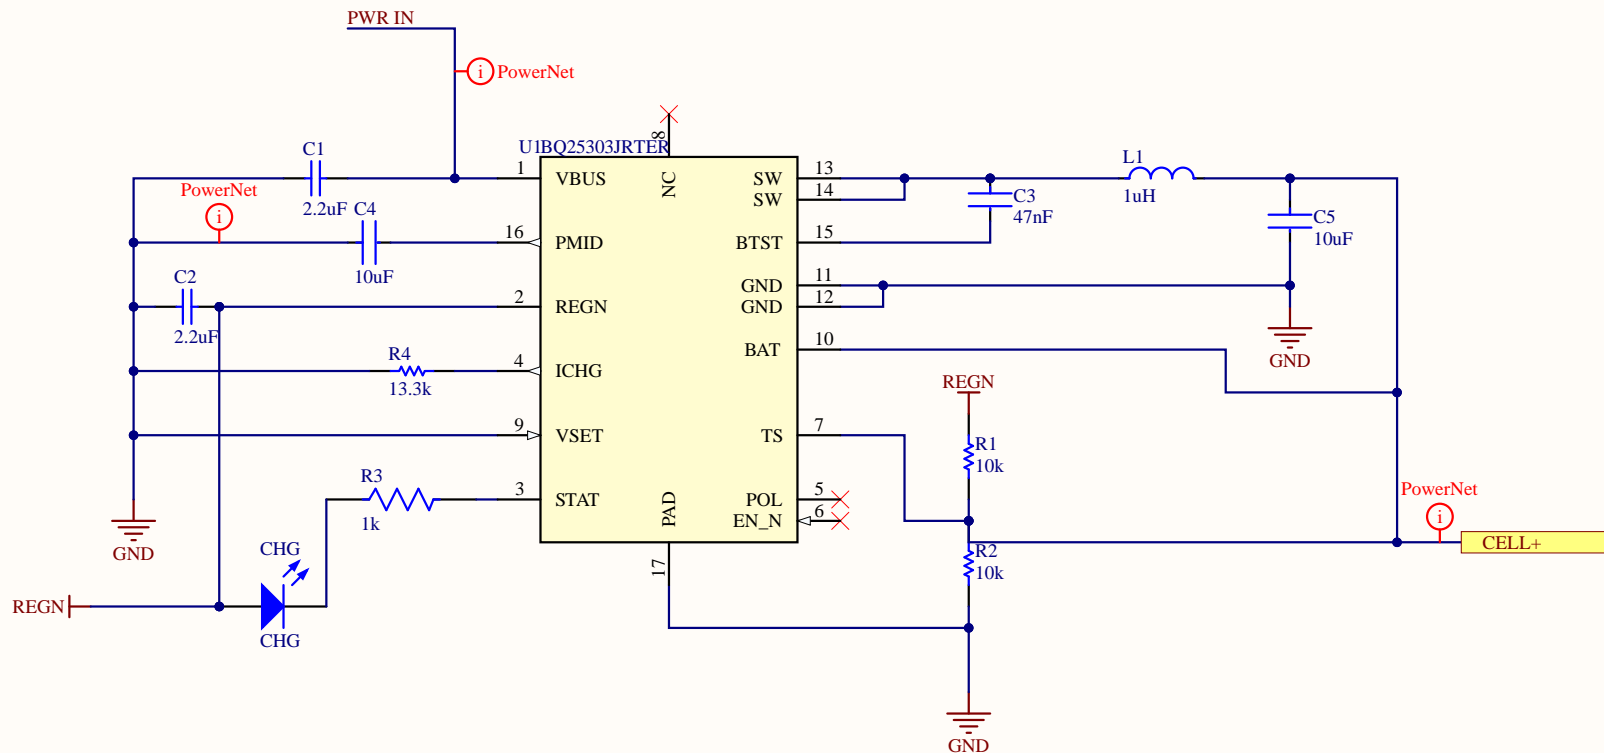 PWR IN
i PowerNet
8
U1BQ25303JRTER
C1
2.2uF
PowerNet
i
C4
10uF
C2
2.2uF
R4
13.3k
R3
1k
GND
CHG
CHG
REGN
1
16
2
4
9
3
VBUS
PMID
REGN
ICHG
VSET
STAT
NC
PAD
17
SW
SW
BTST
GND
GND
BAT
TS
POL
EN_N
13
14
15
11
12
10
7
5
6
C3
47nF
L1
1uH
C5
10uF
GND
REGN
R1
10k
R2
10k
GND
PowerNet
i
CELL+